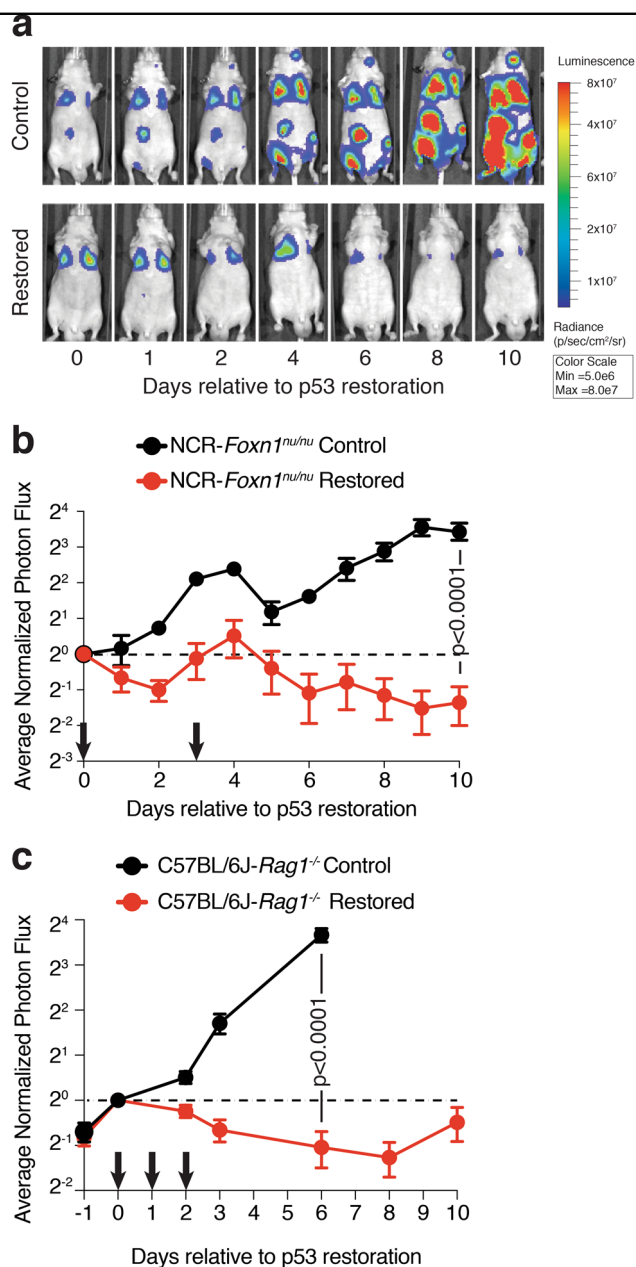 a
Control
Restored
0 1 2 4 6 8 10
Days relative to p53 restoration
Luminescence
8x10⁷
4x10⁷
6x10⁷
2x10⁷
1x10⁷
Radiance
(p/sec/cm²/sr)
Color Scale
Min =5.0e6
Max =8.0e7
b
NCR-Foxn1ⁿᵘ/ⁿᵘ Control
NCR-Foxn1ⁿᵘ/ⁿᵘ Restored
Average Normalized Photon Flux
2⁴
2³
2²
2¹
2⁰
2⁻¹
2⁻²
2⁻³
p<0.0001
0 2 4 6 8 10
Days relative to p53 restoration
c
C57BL/6J-Rag1⁻/⁻ Control
C57BL/6J-Rag1⁻/⁻ Restored
Average Normalized Photon Flux
2⁴
2³
2²
2¹
2⁰
2⁻¹
2⁻²
p<0.0001
-1 0 1 2 3 4 5 6 7 8 9 10
Days relative to p53 restoration